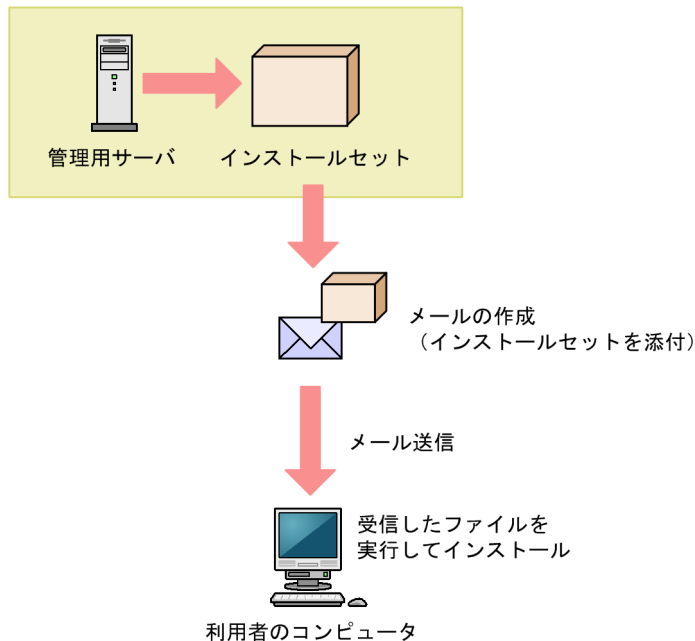 管理用サーバ
インストールセット
メールの作成
（インストールセットを添付）
メール送信
受信したファイルを
実行してインストール
利用者のコンピュータ